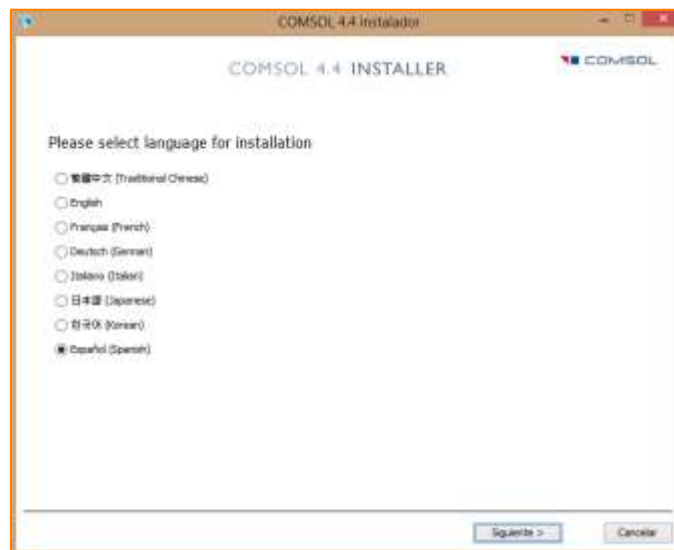 COMSOL 4.4 instalador
COMSOL 4.4 INSTALLER
COMSOL
Please select language for installation
繁體中文 (Traditional Chinese)
English
Français (French)
Deutsch (German)
Italiano (Italian)
日本語 (Japanese)
한국어 (Korean)
Español (Spanish)
Siguiente >
Cancelar